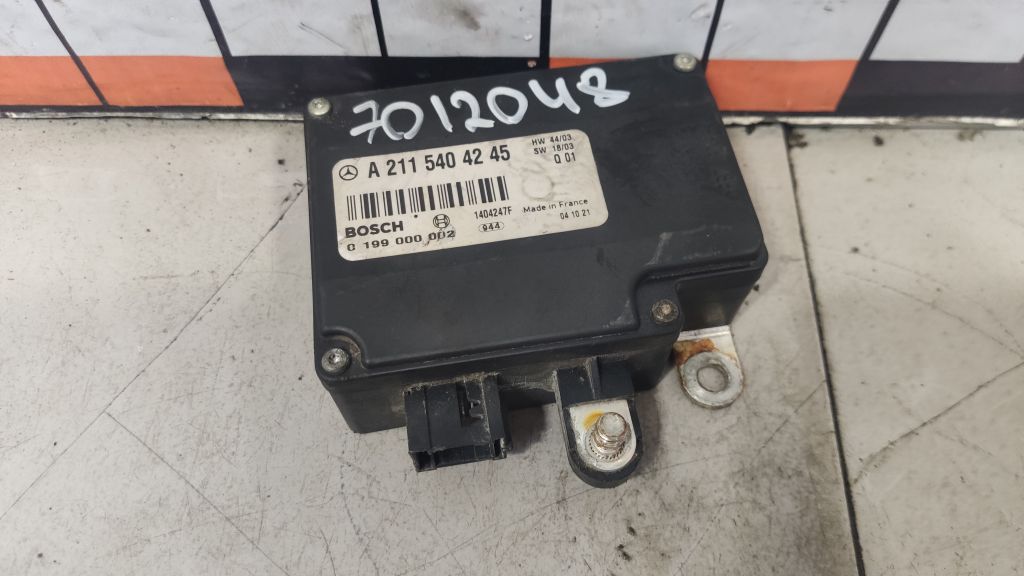 7012048
A 211 540 42 45
HW 44/03
SW 18/03
Q 01
BOSCH
1404247F
Made in France
0 199 000 002
944
04 10 21